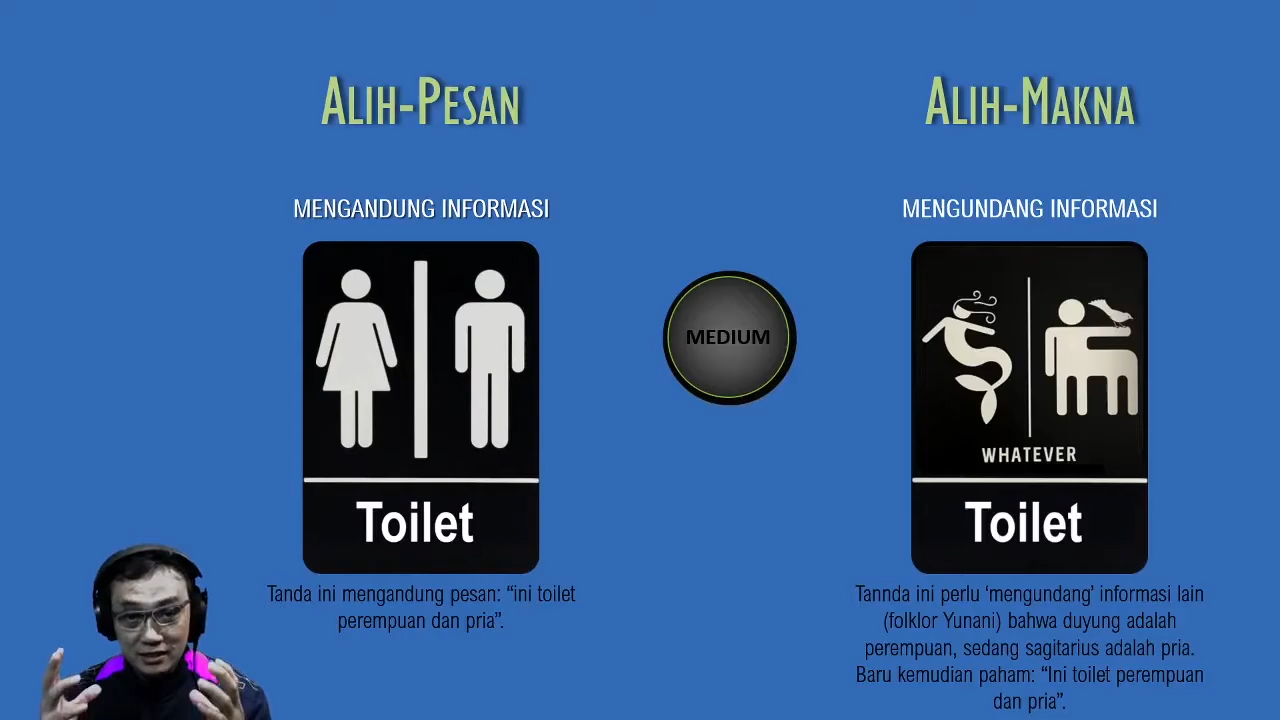 ALIH-PESAN
MENGANDUNG INFORMASI
Toilet
Tanda ini mengandung pesan: “ini toilet
perempuan dan pria”.
MEDIUM
ALIH-MAKNA
MENGUNDANG INFORMASI
WHATEVER
Toilet
Tannda ini perlu ‘mengundang’ informasi lain
(folklor Yunani) bahwa duyung adalah
perempuan, sedang sagitarius adalah pria.
Baru kemudian paham: “Ini toilet perempuan
dan pria”.